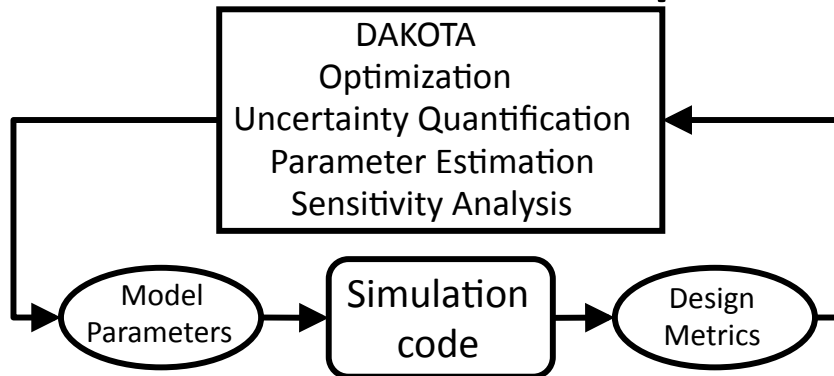 DAKOTA
Optimization
Uncertainty Quantification
Parameter Estimation
Sensitivity Analysis
Model
Parameters
Simulation
code
Design
Metrics